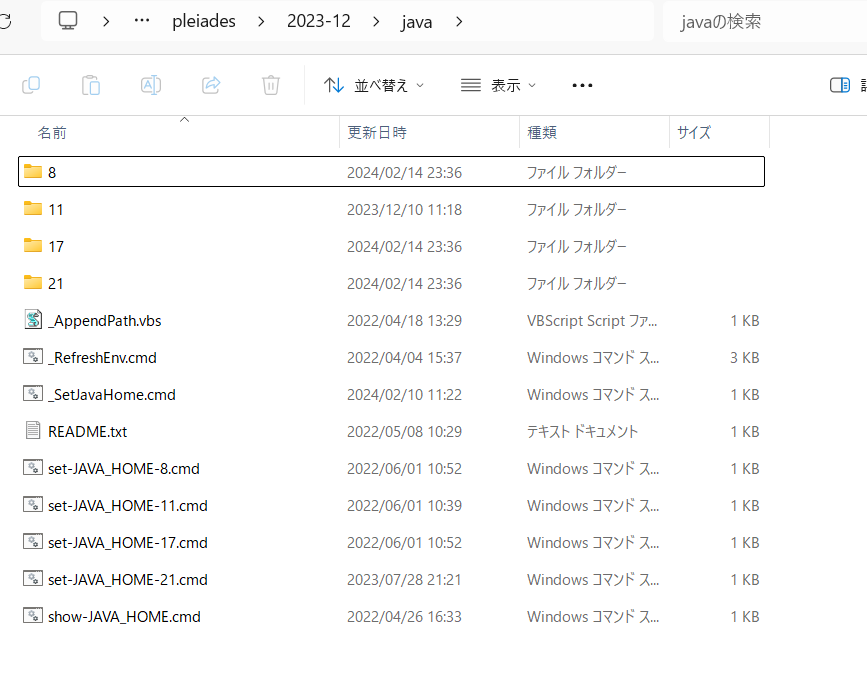 … pleiades > 2023-12 > java > javaの検索
並べ替え 表示 •••
名前 更新日時 種類 サイズ
8 2024/02/14 23:36 ファイル フォルダー
11 2023/12/10 11:18 ファイル フォルダー
17 2024/02/14 23:36 ファイル フォルダー
21 2024/02/14 23:36 ファイル フォルダー
_AppendPath.vbs 2022/04/18 13:29 VBScript Script ファ... 1 KB
_RefreshEnv.cmd 2022/04/04 15:37 Windows コマンド ス... 3 KB
_SetJavaHome.cmd 2024/02/10 11:22 Windows コマンド ス... 1 KB
README.txt 2022/05/08 10:29 テキスト ドキュメント 1 KB
set-JAVA_HOME-8.cmd 2022/06/01 10:52 Windows コマンド ス... 1 KB
set-JAVA_HOME-11.cmd 2022/06/01 10:39 Windows コマンド ス... 1 KB
set-JAVA_HOME-17.cmd 2022/06/01 10:52 Windows コマンド ス... 1 KB
set-JAVA_HOME-21.cmd 2023/07/28 21:21 Windows コマンド ス... 1 KB
show-JAVA_HOME.cmd 2022/04/26 16:33 Windows コマンド ス... 1 KB